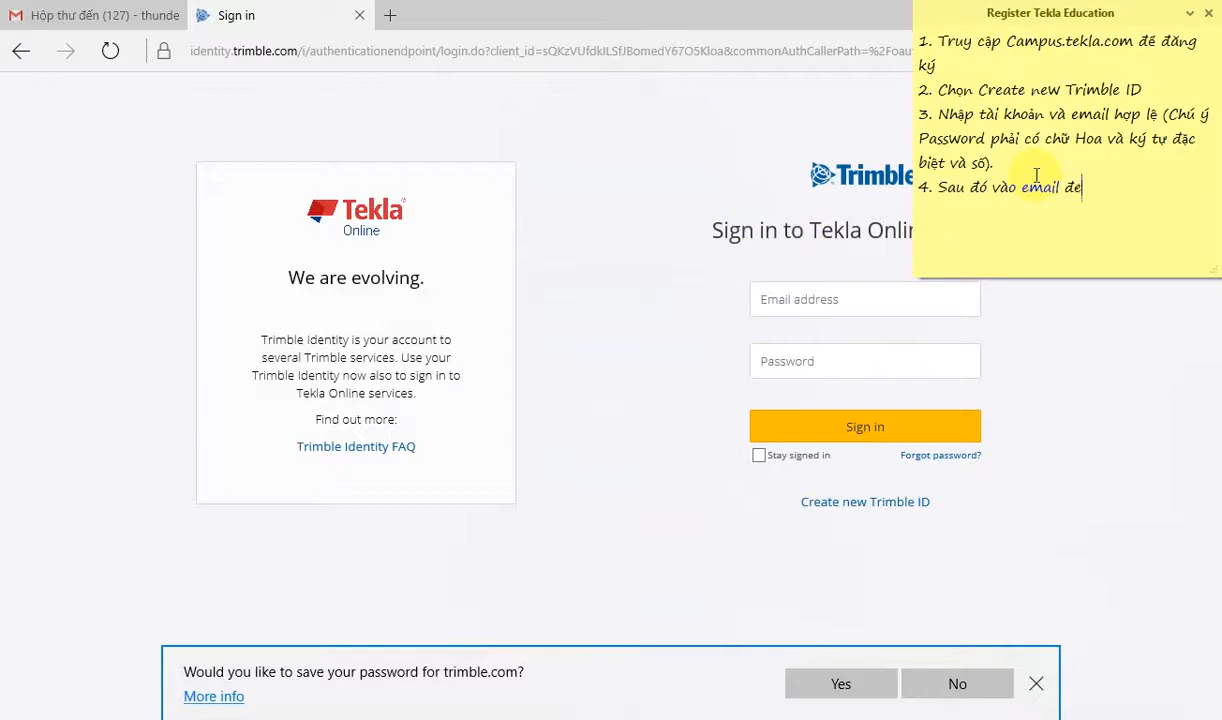 Hộp thư đến (127) - thunde
Sign in
Register Tekla Education
identity.trimble.com/i/authenticationendpoint/login.do?client_id=sQKzVUfdkILSfJBomedY67O5Kloa&commonAuthCallerPath=%2Foau
1. Truy cập Campus.tekla.com để đăng
ký
2. Chọn Create new Trimble ID
3. Nhập tài khoản và email hợp lệ (Chú ý
Password phải có chữ Hoa và ký tự đặc
biệt và số).
4. Sau đó vào email đe
Tekla
Online
We are evolving.
Trimble Identity is your account to
several Trimble services. Use your
Trimble Identity now also to sign in to
Tekla Online services.
Find out more:
Trimble Identity FAQ
Trimble
Sign in to Tekla Onlin
Email address
Password
Sign in
Stay signed in
Forgot password?
Create new Trimble ID
Would you like to save your password for trimble.com?
More info
Yes
No